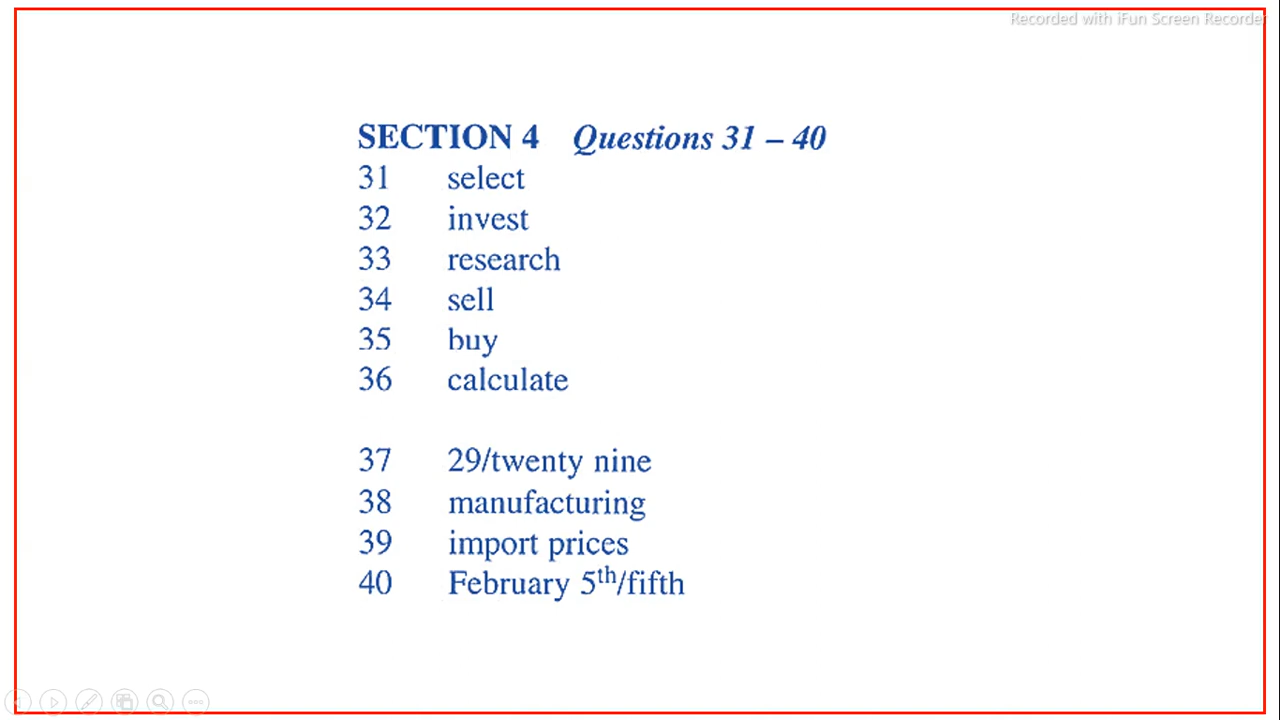 Recorded with iFun Screen Recorder
SECTION 4 Questions 31 – 40
31 select
32 invest
33 research
34 sell
35 buy
36 calculate
37 29/twenty nine
38 manufacturing
39 import prices
40 February 5th/fifth